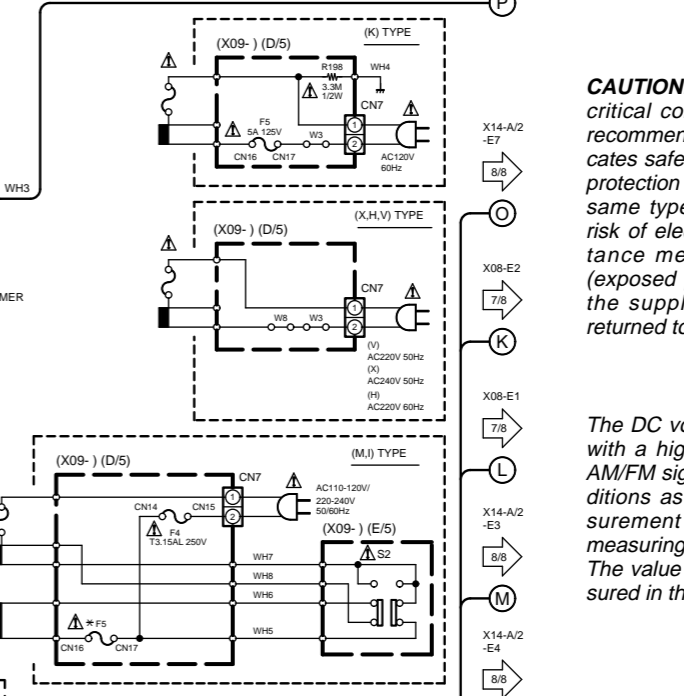 P
(K) TYPE
(X09- ) (D/5)
R198
WH4
3.3M
1/2W
CN7
F5
5A 125V
W3
1
2
CN16
CN17
AC120V
60Hz
WH3
(X,H,V) TYPE
(X09- ) (D/5)
CN7
1
2
W8
W3
(V)
AC220V 50Hz
(X)
AC240V 50Hz
(H)
AC220V 60Hz
MER
(M,I) TYPE
(X09- ) (D/5)
CN7
1
2
AC110-120V/
220-240V
50/60Hz
CN14
CN15
F4
T3.15AL 250V
(X09- ) (E/5)
S2
WH7
WH8
WH6
WH5
* F5
CN16
CN17
X14-A/2
-E7
8/8
O
X08-E2
7/8
K
X08-E1
7/8
L
X14-A/2
-E3
8/8
M
X14-A/2
-E4
8/8
CAUTION
critical co
recommen
cates safe
protection
same type
risk of ele
tance me
(exposed
the suppl
returned to
The DC vo
with a hig
AM/FM sig
ditions as
surement
measuring
The value
sured in th